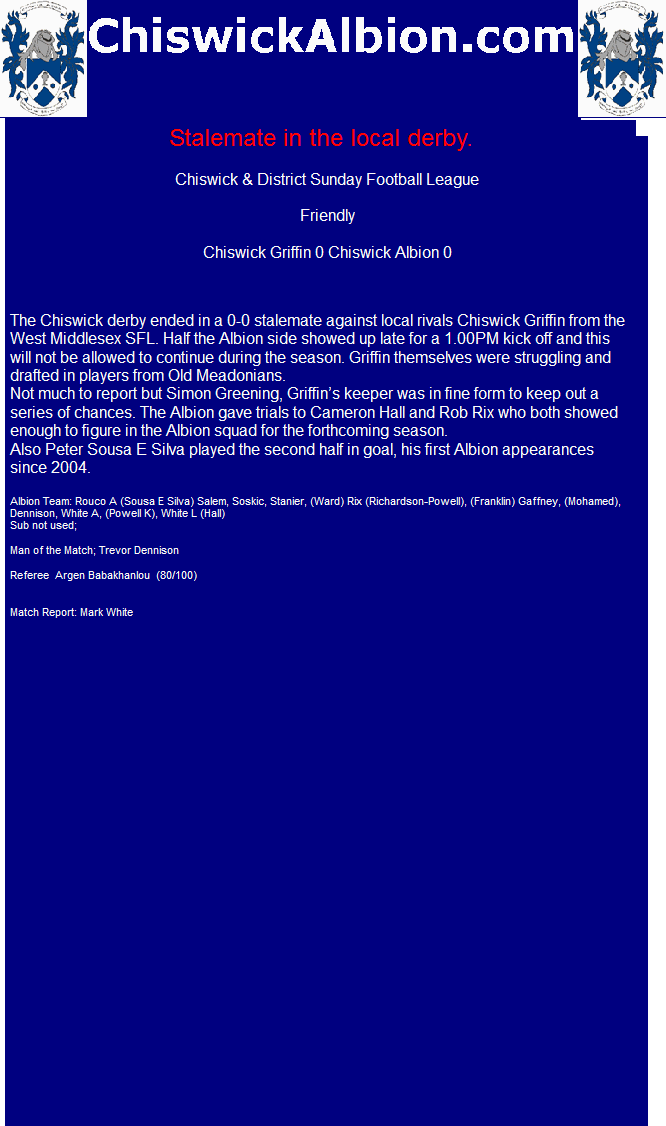 ChiswickAlbion.com
Stalemate in the local derby.
Chiswick & District Sunday Football League
Friendly
Chiswick Griffin 0 Chiswick Albion 0
The Chiswick derby ended in a 0-0 stalemate against local rivals Chiswick Griffin from the
West Middlesex SFL. Half the Albion side showed up late for a 1.00PM kick off and this
will not be allowed to continue during the season. Griffin themselves were struggling and
drafted in players from Old Meadonians.
Not much to report but Simon Greening, Griffin’s keeper was in fine form to keep out a
series of chances. The Albion gave trials to Cameron Hall and Rob Rix who both showed
enough to figure in the Albion squad for the forthcoming season.
Also Peter Sousa E Silva played the second half in goal, his first Albion appearances
since 2004.
Albion Team: Rouco A (Sousa E Silva) Salem, Soskic, Stanier, (Ward) Rix (Richardson-Powell), (Franklin) Gaffney, (Mohamed),
Dennison, White A, (Powell K), White L (Hall)
Sub not used;
Man of the Match; Trevor Dennison
Referee  Argen Babakhanlou  (80/100)
Match Report: Mark White